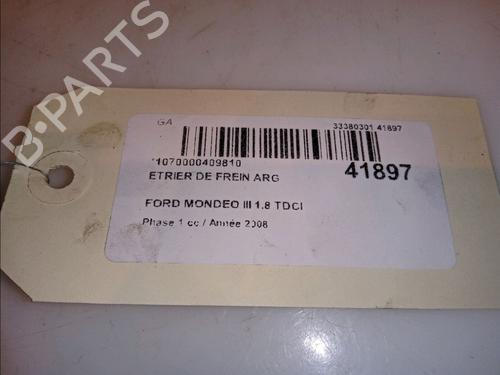 B-PARTS
GA
33380301 41897
*1070000409810
41897
ETRIER DE FREIN ARG
FORD MONDEO III 1.8 TDCI
Phase 1 cc / Année 2008